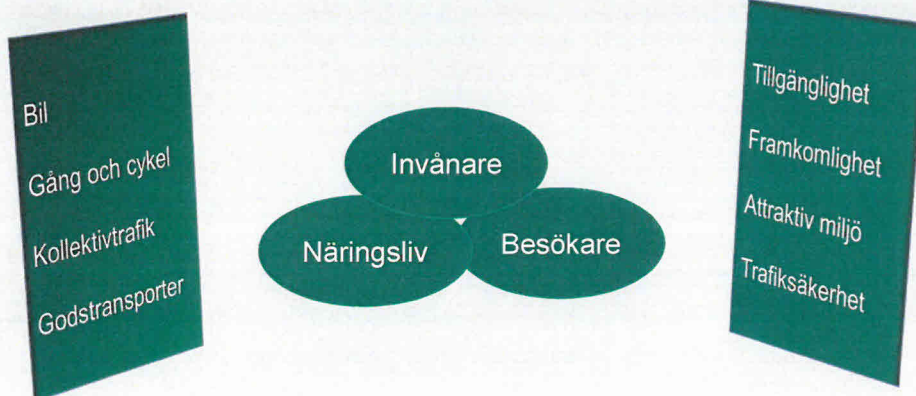 Bil
Gång och cykel
Kollektivtrafik
Godstransporter
Invånare
Näringsliv
Besökare
Tillgänglighet
Framkomlighet
Attraktiv miljö
Trafiksäkerhet